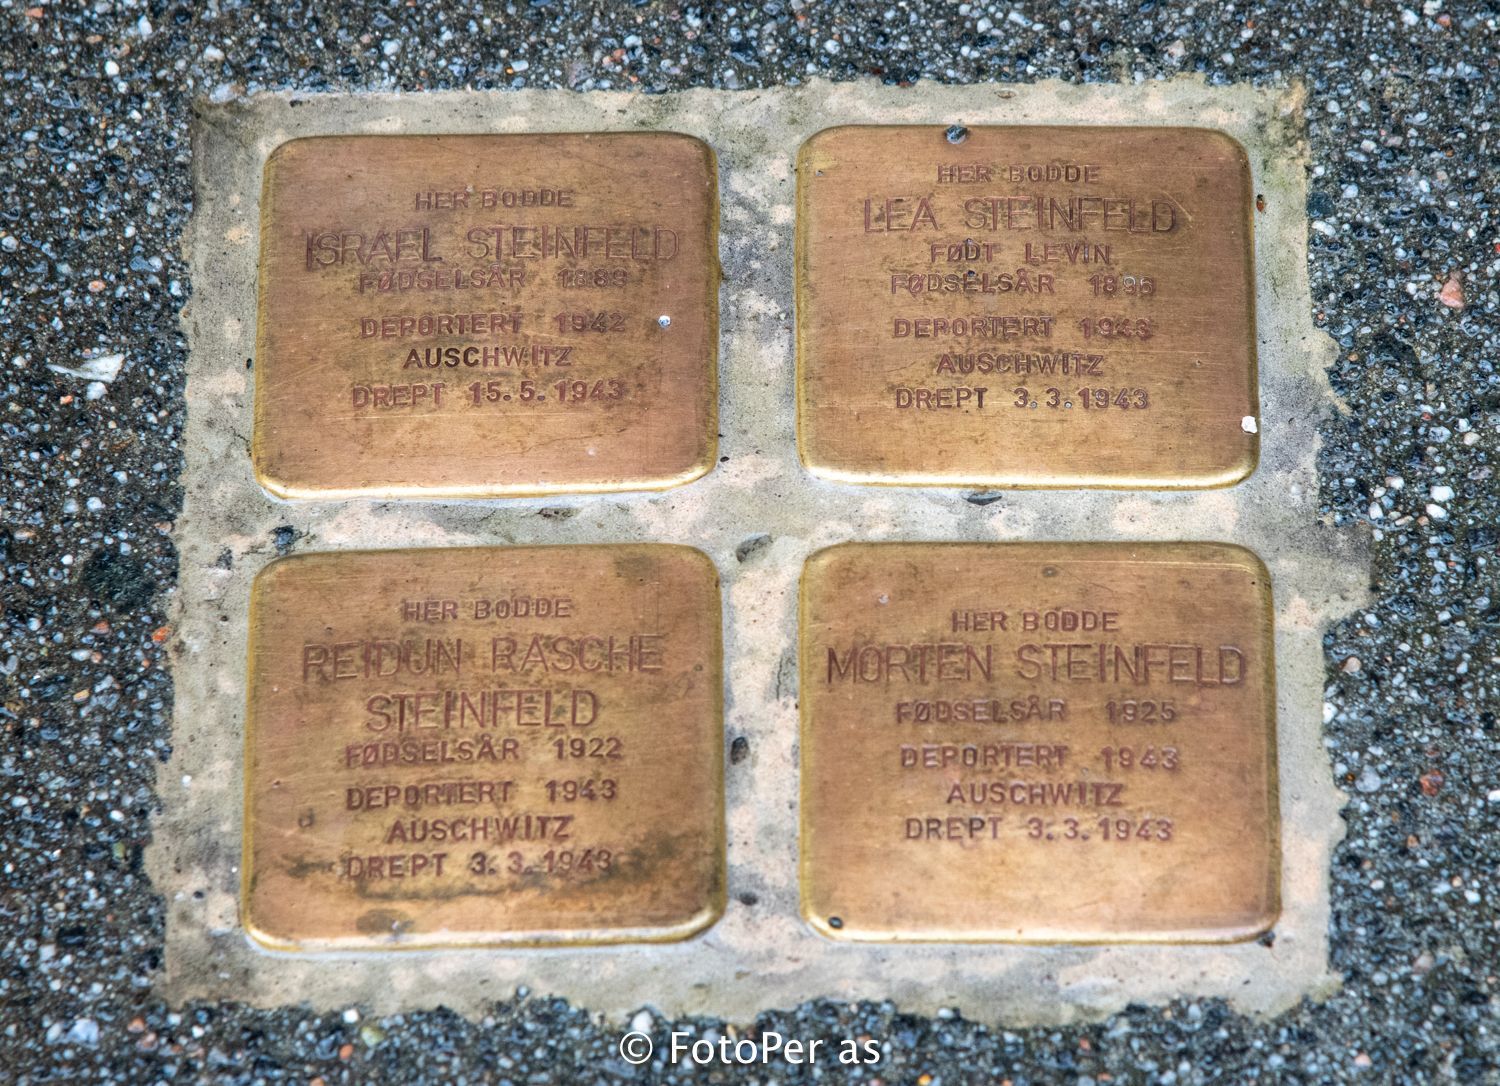 HER BODDE
ISRAEL STEINFELD
FØDSELSÅR 1889
DEPORTERT 1942
AUSCHWITZ
DREPT 15.5.1943
HER BODDE
LEA STEINFELD
FØDT LEVIN
FØDSELSÅR 1896
DEPORTERT 1943
AUSCHWITZ
DREPT 3.3.1943
HER BODDE
REIDUN RASCHE
STEINFELD
FØDSELSÅR 1922
DEPORTERT 1943
AUSCHWITZ
DREPT 3.3.1943
HER BODDE
MORTEN STEINFELD
FØDSELSÅR 1925
DEPORTERT 1943
AUSCHWITZ
DREPT 3.3.1943
© FotoPer as